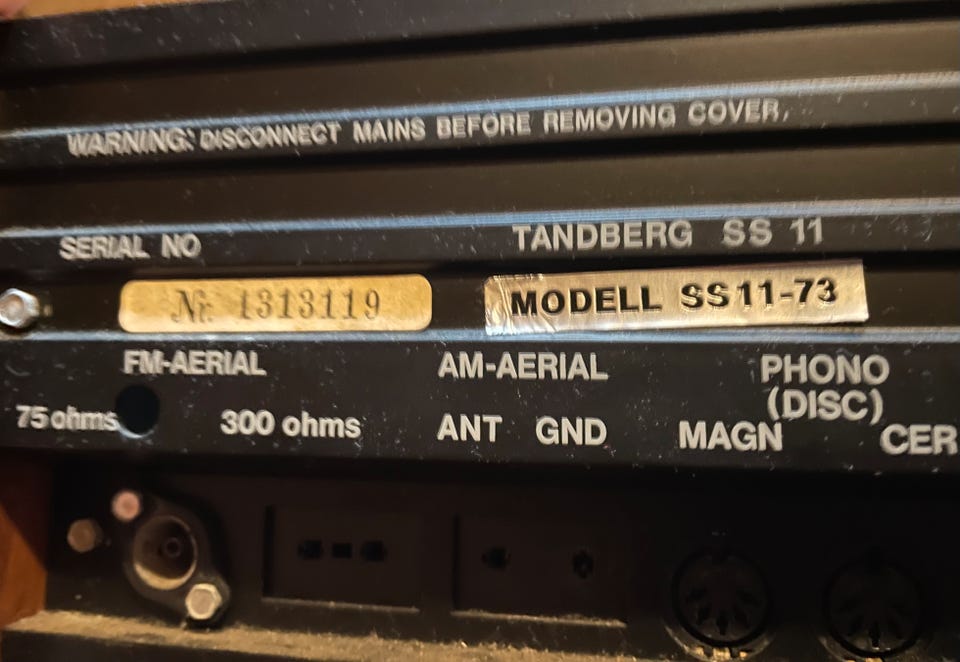 WARNING: DISCONNECT MAINS BEFORE REMOVING COVER.
SERIAL NO
TANDBERG SS 11
Nr. 1313119
MODELL SS11-73
FM-AERIAL
AM-AERIAL
PHONO
(DISC)
75 ohms
300 ohms
ANT GND
MAGN
CER